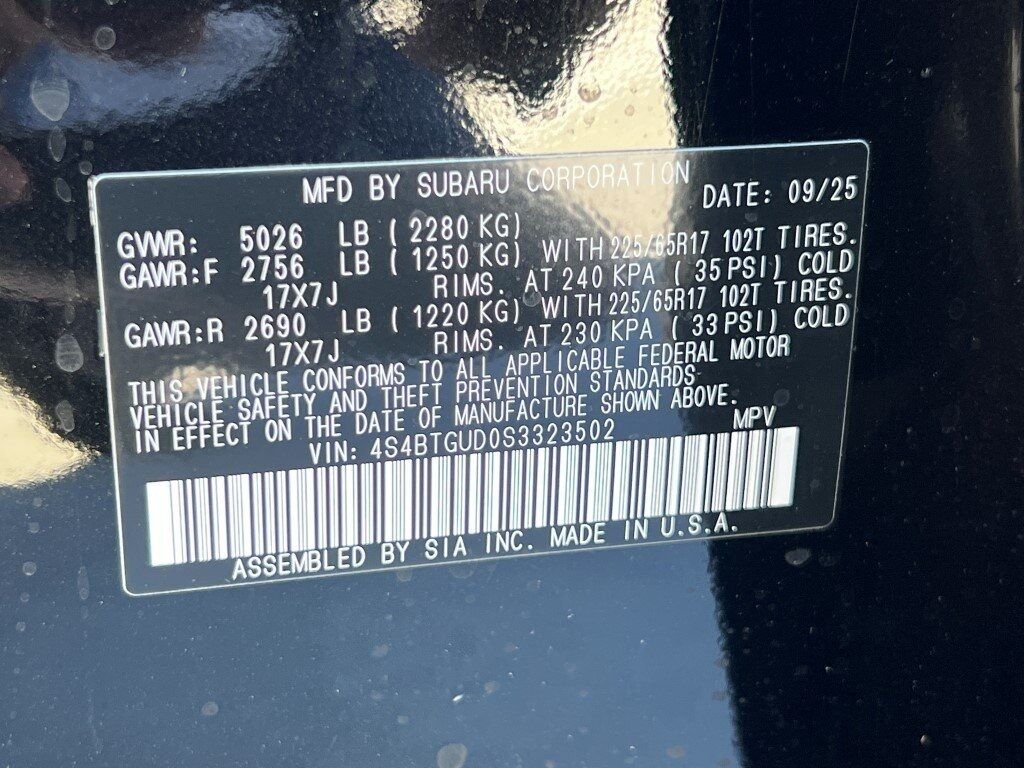 MFD BY SUBARU CORPORATION DATE: 09/25
GVWR: 5026 LB ( 2280 KG)
GAWR:F 2756 LB ( 1250 KG) WITH 225/65R17 102T TIRES.
17X7J RIMS. AT 240 KPA ( 35 PSI) COLD
GAWR:R 2690 LB ( 1220 KG) WITH 225/65R17 102T TIRES.
17X7J RIMS. AT 230 KPA ( 33 PSI) COLD
THIS VEHICLE CONFORMS TO ALL APPLICABLE FEDERAL MOTOR
VEHICLE SAFETY AND THEFT PREVENTION STANDARDS
IN EFFECT ON THE DATE OF MANUFACTURE SHOWN ABOVE.
VIN: 4S4BTGUD0S3323502 MPV
ASSEMBLED BY SIA INC. MADE IN U.S.A.